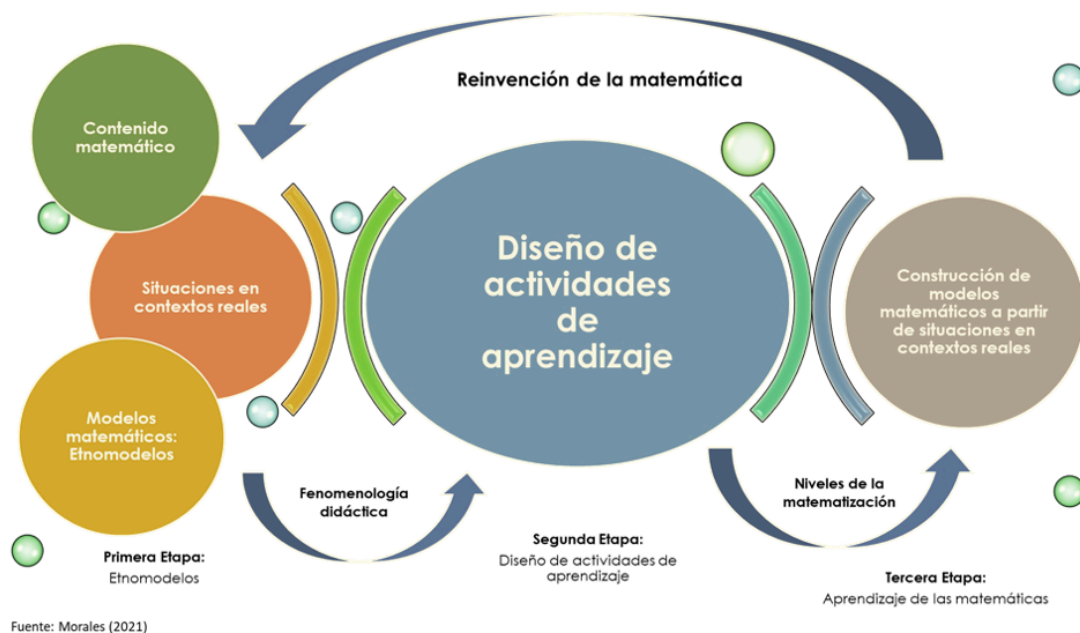 Reinvención de la matemática
Contenido
matemático
Situaciones en
contextos reales
Modelos
matemáticos:
Etnomodelos
Diseño de
actividades
de
aprendizaje
Construcción de
modelos
matemáticos a partir
de situaciones en
contextos reales
Fenomenología
didáctica
Niveles de la
matematización
Primera Etapa:
Etnomodelos
Segunda Etapa:
Diseño de actividades de
aprendizaje
Tercera Etapa:
Aprendizaje de las matemáticas
Fuente: Morales (2021)